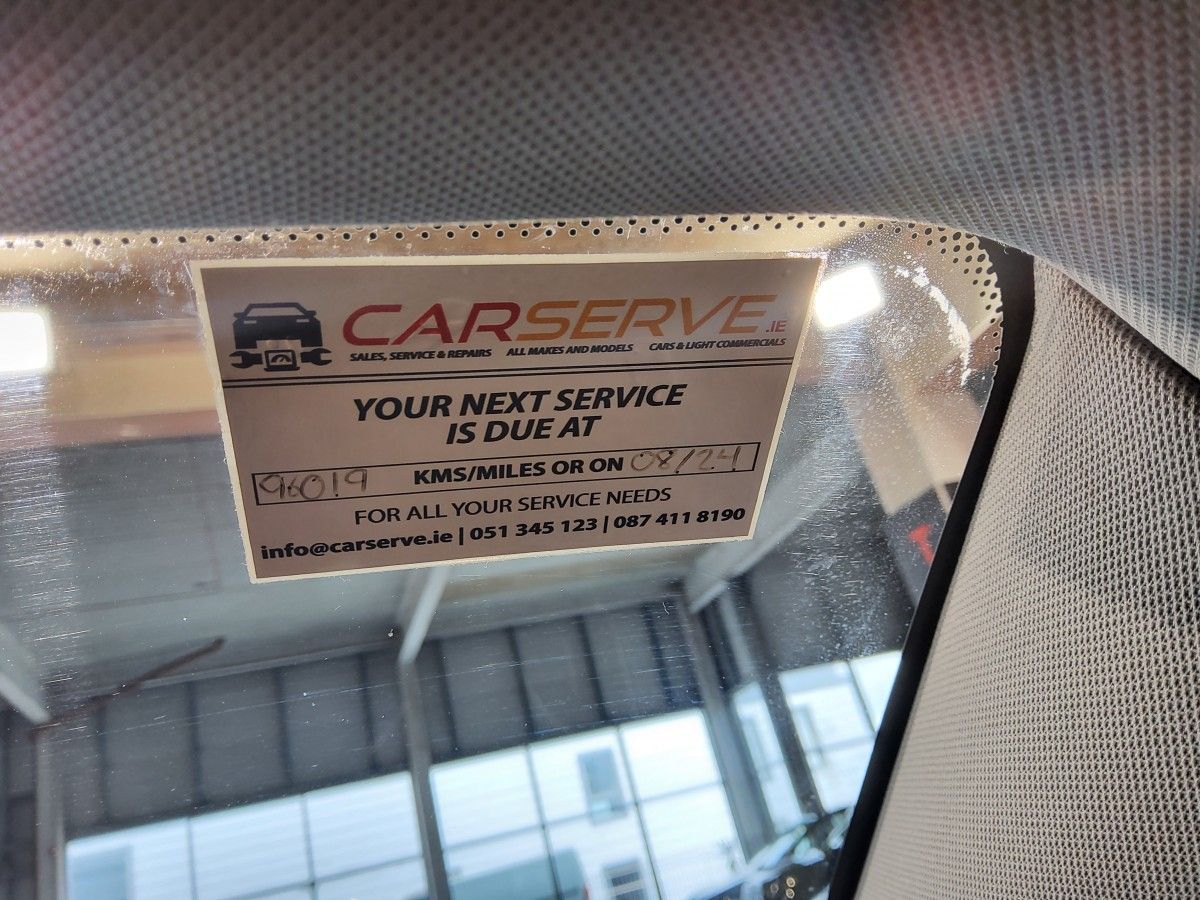 CARSERVE.IE
SALES, SERVICE & REPAIRS ALL MAKES AND MODELS CARS & LIGHT COMMERCIALS
YOUR NEXT SERVICE
IS DUE AT
96019 KMS/MILES OR ON 08/24
FOR ALL YOUR SERVICE NEEDS
info@carserve.ie | 051 345 123 | 087 411 8190